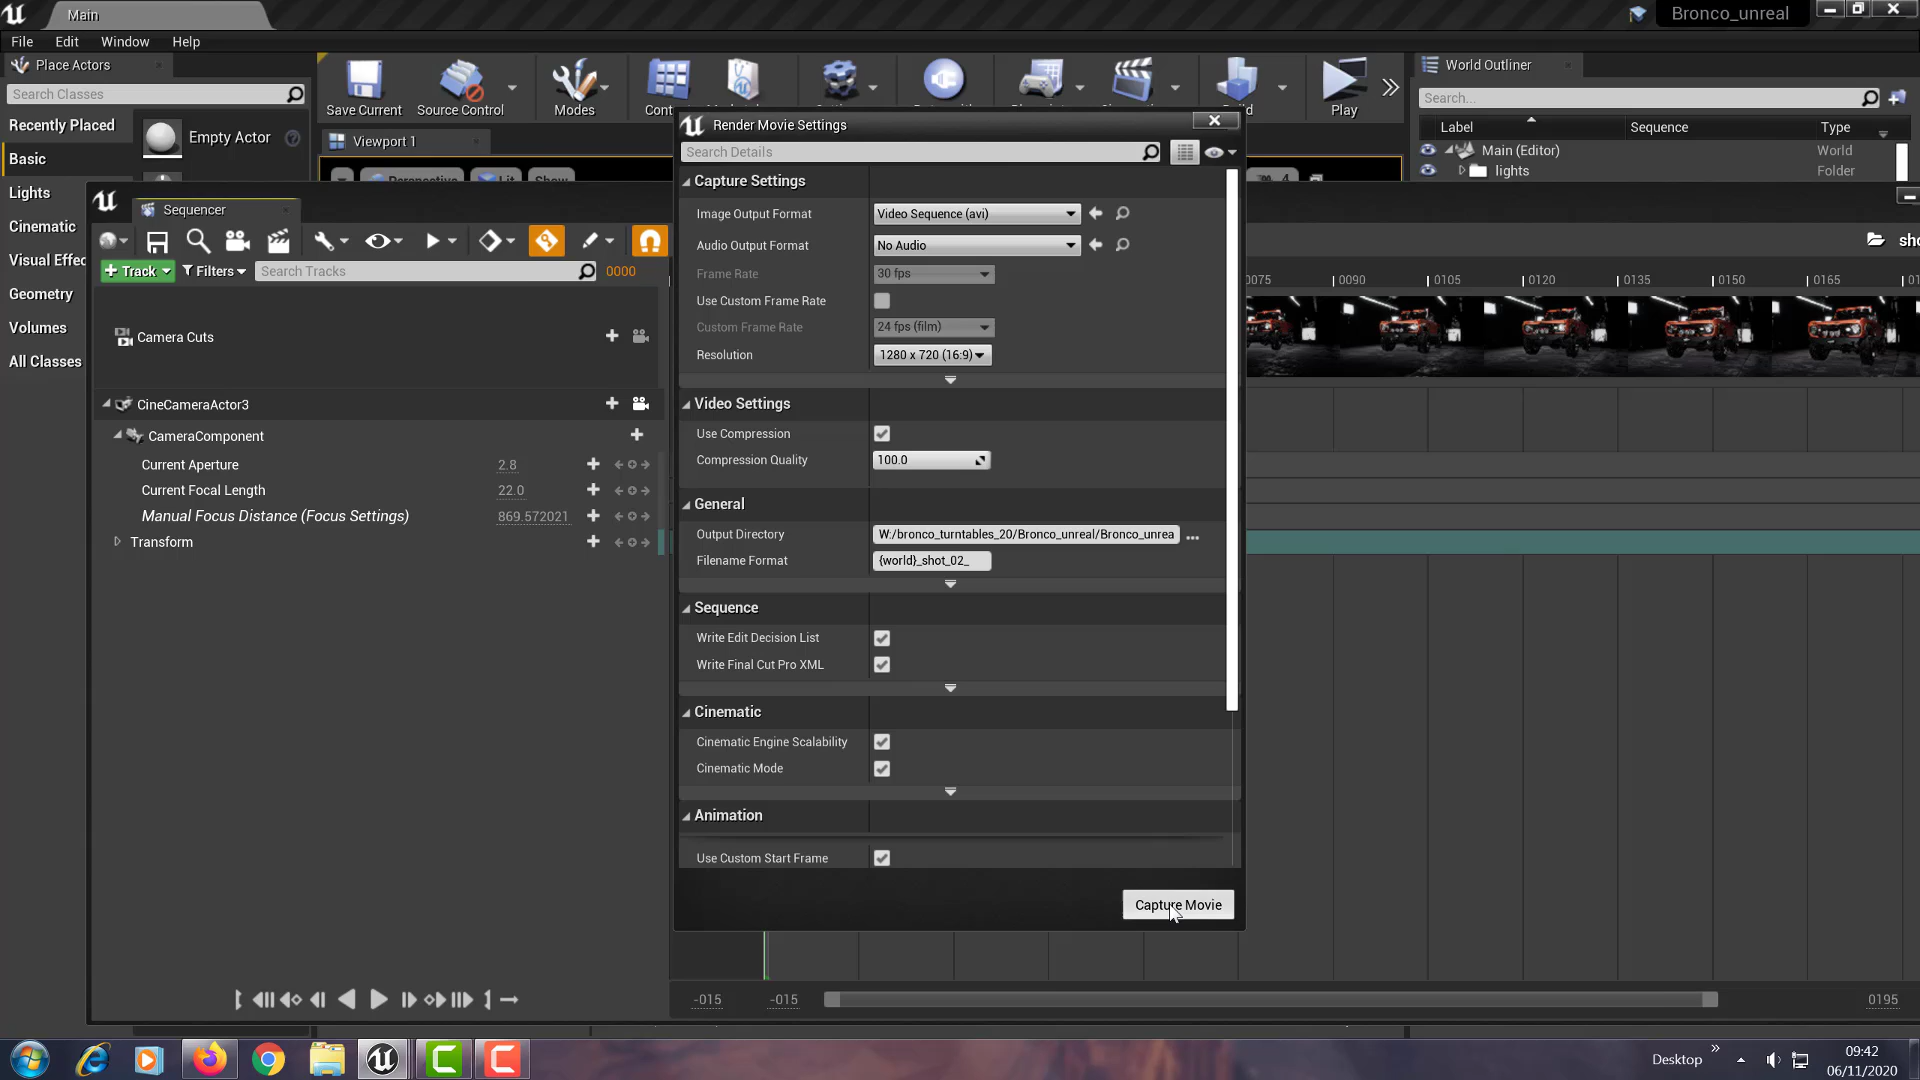 Main
Bronco_unreal
File Edit Window Help
Place Actors
Search Classes
Recently Placed
Basic
Lights
Cinematic
Visual Effec
Geometry
Volumes
All Classes
Empty Actor
Save Current
Source Control
Modes
Play
Viewport 1
Perspective Lit Show
World Outliner
Search...
Label Sequence Type
Main (Editor) World
lights Folder
Sequencer
+ Track Filters Search Tracks 0000
Camera Cuts
CineCameraActor3
CameraComponent
Current Aperture 2.8
Current Focal Length 22.0
Manual Focus Distance (Focus Settings) 869.572021
Transform
Render Movie Settings
Search Details
Capture Settings
Image Output Format Video Sequence (avi)
Audio Output Format No Audio
Frame Rate 30 fps
Use Custom Frame Rate
Custom Frame Rate 24 fps (film)
Resolution 1280 x 720 (16:9)
Video Settings
Use Compression
Compression Quality 100.0
General
Output Directory W:/bronco_turntables_20/Bronco_unreal/Bronco_unrea ...
Filename Format {world}_shot_02_
Sequence
Write Edit Decision List
Write Final Cut Pro XML
Cinematic
Cinematic Engine Scalability
Cinematic Mode
Animation
Use Custom Start Frame
Capture Movie
sho
0075 0090 0105 0120 0135 0150 0165
-015 -015 0195
Desktop
09:42
06/11/2020